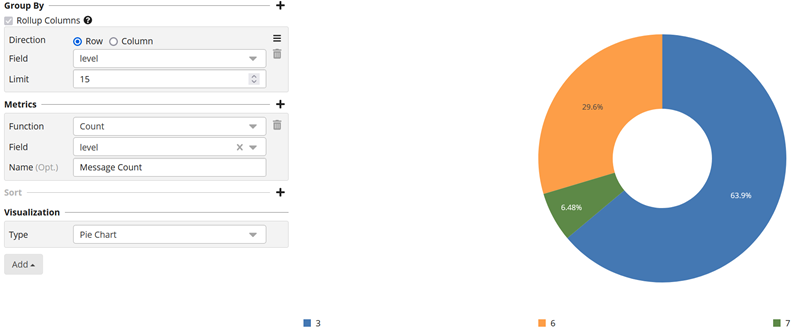 Group By
Rollup Columns
Direction Row Column
Field level
Limit 15
Metrics
Function Count
Field level
Name (Opt.) Message Count
Sort
Visualization
Type Pie Chart
Add
29.6%
63.9%
6.48%
3 6 7